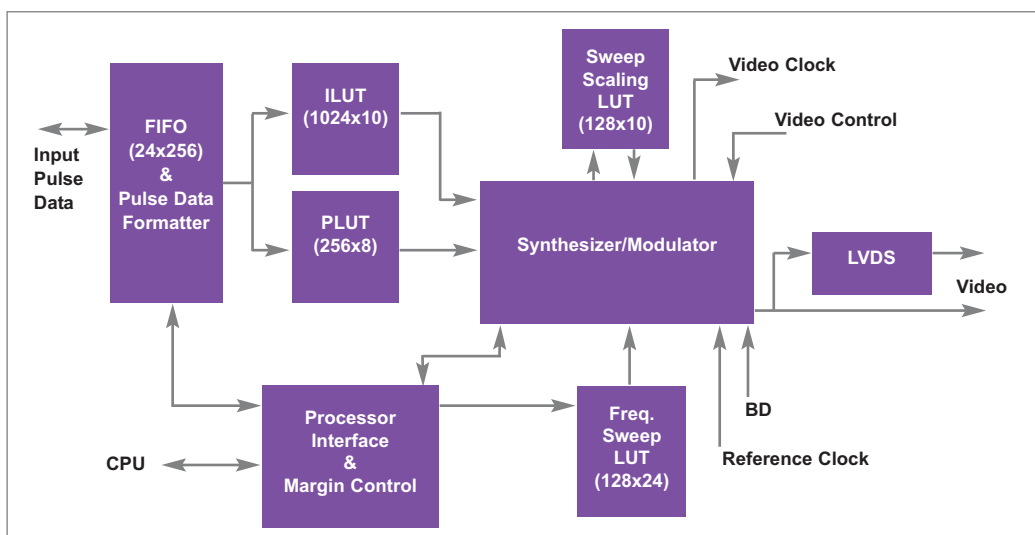 Input
Pulse
Data
FIFO
(24x256)
&
Pulse Data
Formatter
ILUT
(1024x10)
PLUT
(256x8)
Sweep
Scaling
LUT
(128x10)
Video Clock
Video Control
Synthesizer/Modulator
LVDS
Video
CPU
Processor
Interface
&
Margin Control
Freq.
Sweep
LUT
(128x24)
BD
Reference Clock